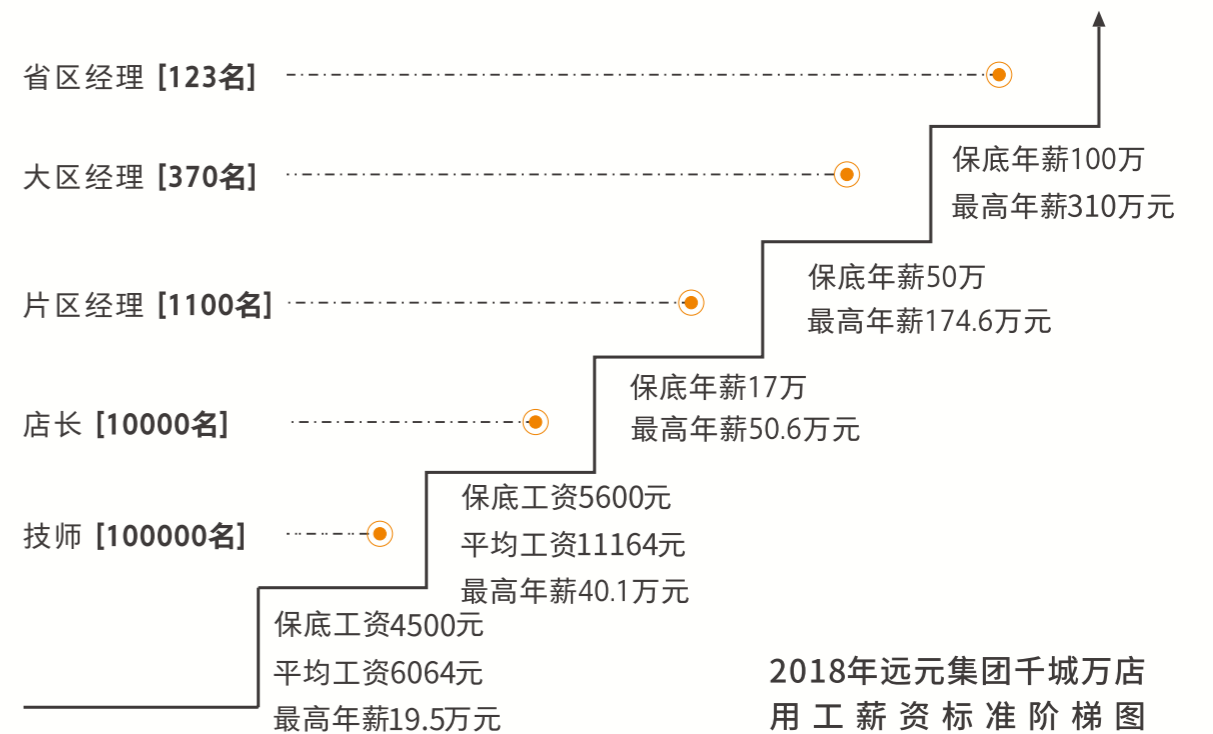 省区经理 [123名]
保底年薪100万
最高年薪310万元
大区经理 [370名]
保底年薪50万
最高年薪174.6万元
片区经理 [1100名]
保底年薪17万
最高年薪50.6万元
店长 [10000名]
保底工资5600元
平均工资11164元
最高年薪40.1万元
技师 [100000名]
保底工资4500元
平均工资6064元
最高年薪19.5万元
2018年远元集团千城万店
用工薪资标准阶梯图